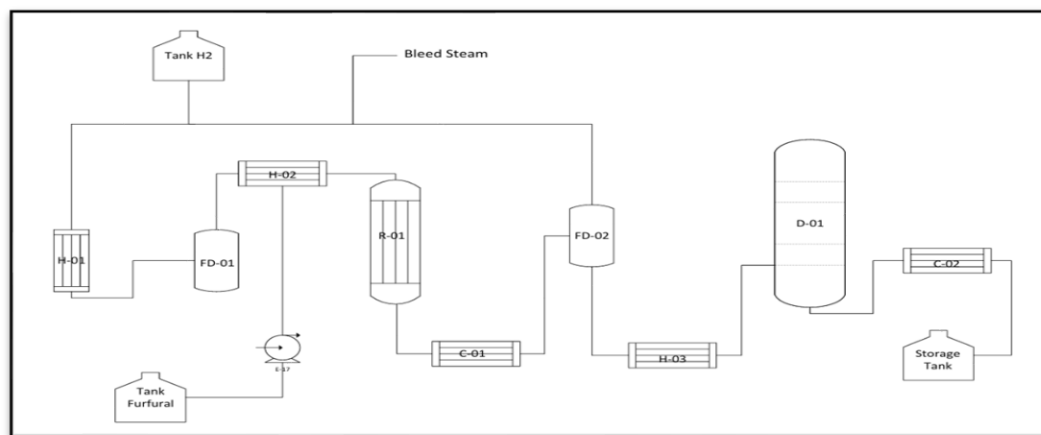 Tank H2
Bleed Steam
H-02
R-01
D-01
H-01
FD-01
FD-02
C-02
E-17
C-01
H-03
Storage
Tank
Tank
Furfural